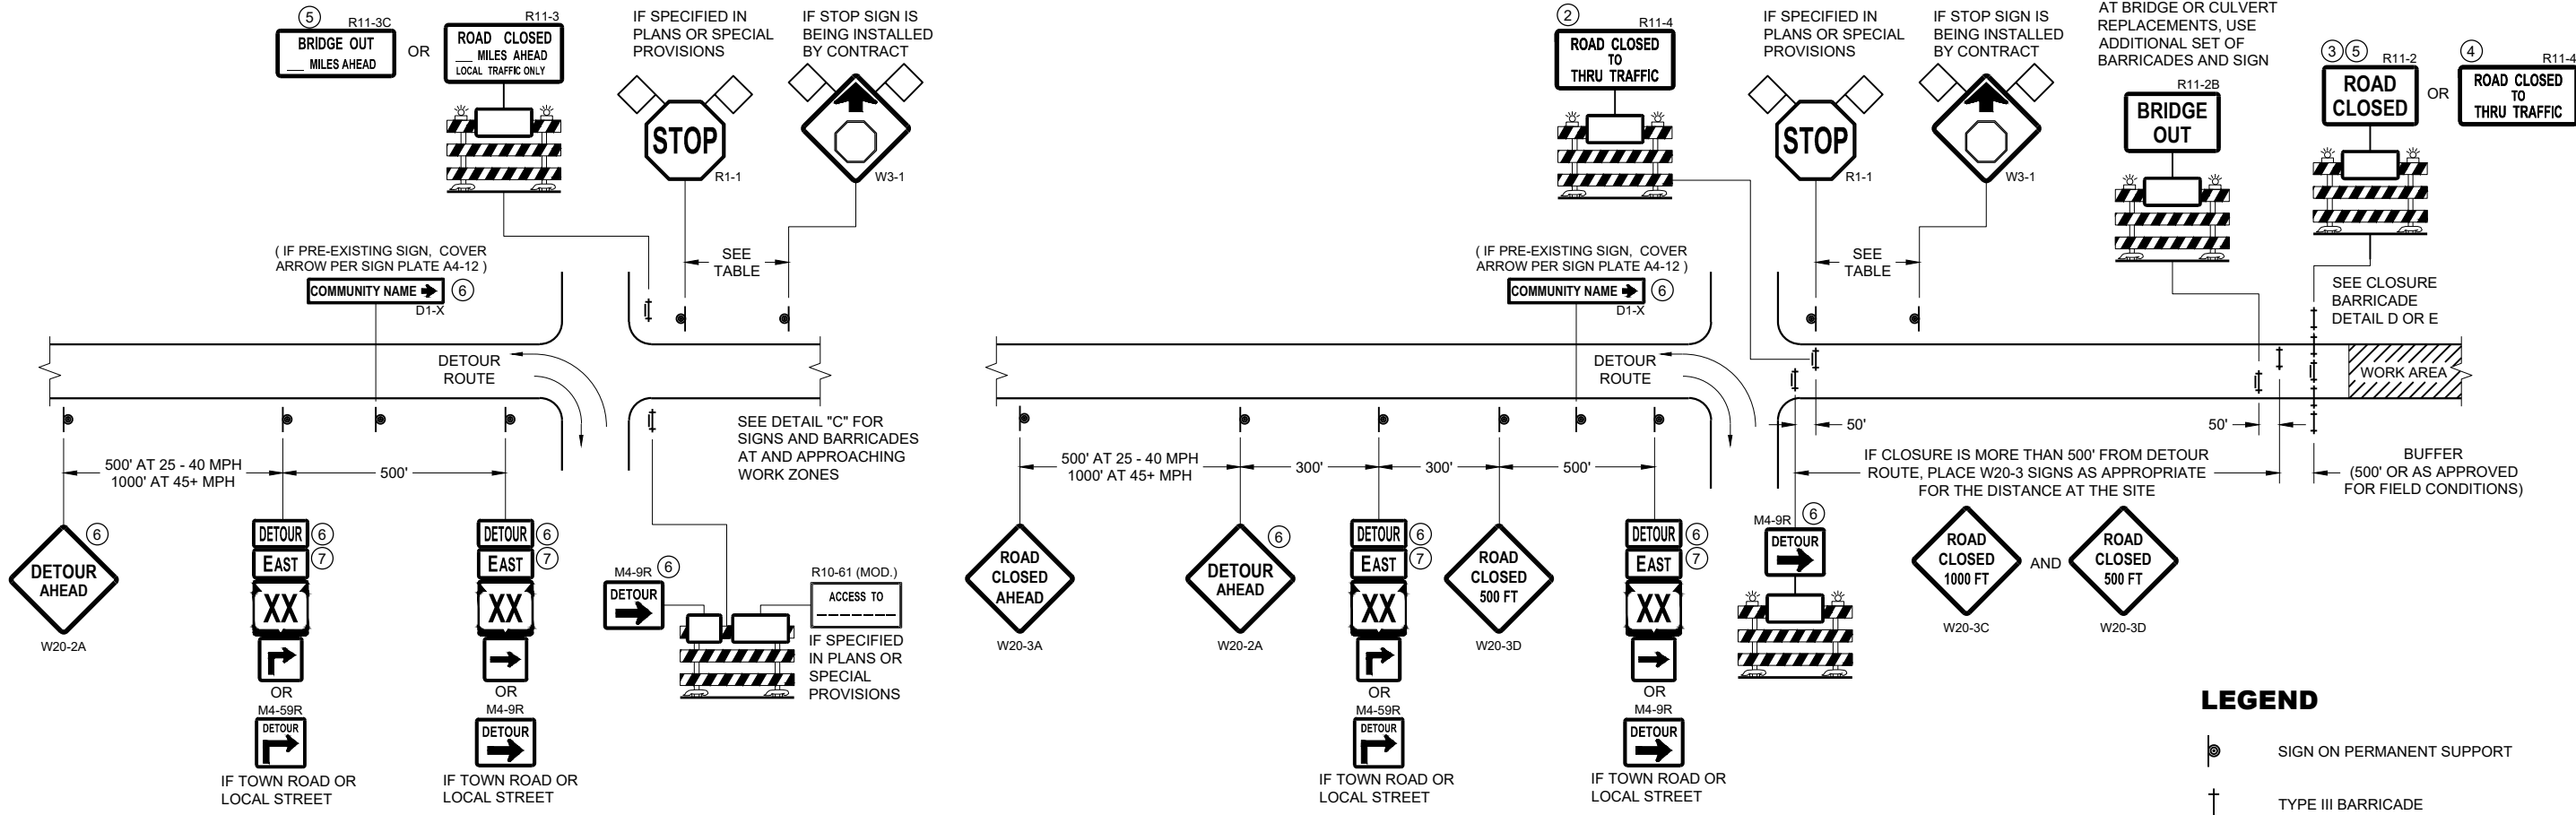 5
R11-3C
BRIDGE OUT
___ MILES AHEAD
OR
R11-3
ROAD CLOSED
___ MILES AHEAD
LOCAL TRAFFIC ONLY
IF SPECIFIED IN
PLANS OR SPECIAL
PROVISIONS
STOP
R1-1
IF STOP SIGN IS
BEING INSTALLED
BY CONTRACT
W3-1
SEE
TABLE
( IF PRE-EXISTING SIGN, COVER
ARROW PER SIGN PLATE A4-12 )
COMMUNITY NAME
6
D1-X
DETOUR
ROUTE
500' AT 25 - 40 MPH
1000' AT 45+ MPH
500'
SEE DETAIL "C" FOR
SIGNS AND BARRICADES
AT AND APPROACHING
WORK ZONES
6
DETOUR
AHEAD
W20-2A
DETOUR
6
EAST
7
XX
OR
M4-59R
DETOUR
IF TOWN ROAD OR
LOCAL STREET
DETOUR
6
EAST
7
XX
OR
M4-9R
DETOUR
IF TOWN ROAD OR
LOCAL STREET
M4-9R
6
DETOUR
R10-61 (MOD.)
ACCESS TO
_______
IF SPECIFIED
IN PLANS OR
SPECIAL
PROVISIONS
2
R11-4
ROAD CLOSED
TO
THRU TRAFFIC
IF SPECIFIED IN
PLANS OR SPECIAL
PROVISIONS
STOP
R1-1
IF STOP SIGN IS
BEING INSTALLED
BY CONTRACT
W3-1
SEE
TABLE
AT BRIDGE OR CULVERT
REPLACEMENTS, USE
ADDITIONAL SET OF
BARRICADES AND SIGN
R11-2B
BRIDGE
OUT
3
5
R11-2
ROAD
CLOSED
OR
4
R11-4
ROAD CLOSED
TO
THRU TRAFFIC
( IF PRE-EXISTING SIGN, COVER
ARROW PER SIGN PLATE A4-12 )
COMMUNITY NAME
6
D1-X
SEE CLOSURE
BARRICADE
DETAIL D OR E
DETOUR
ROUTE
WORK AREA
500' AT 25 - 40 MPH
1000' AT 45+ MPH
300'
300'
500'
50'
50'
IF CLOSURE IS MORE THAN 500' FROM DETOUR
ROUTE, PLACE W20-3 SIGNS AS APPROPRIATE
FOR THE DISTANCE AT THE SITE
BUFFER
(500' OR AS APPROVED
FOR FIELD CONDITIONS)
ROAD
CLOSED
AHEAD
W20-3A
6
DETOUR
AHEAD
W20-2A
DETOUR
6
EAST
7
XX
OR
M4-59R
DETOUR
IF TOWN ROAD OR
LOCAL STREET
ROAD
CLOSED
500 FT
W20-3D
DETOUR
6
EAST
7
XX
OR
M4-9R
DETOUR
IF TOWN ROAD OR
LOCAL STREET
M4-9R
6
DETOUR
ROAD
CLOSED
1000 FT
W20-3C
AND
ROAD
CLOSED
500 FT
W20-3D
LEGEND
SIGN ON PERMANENT SUPPORT
TYPE III BARRICADE